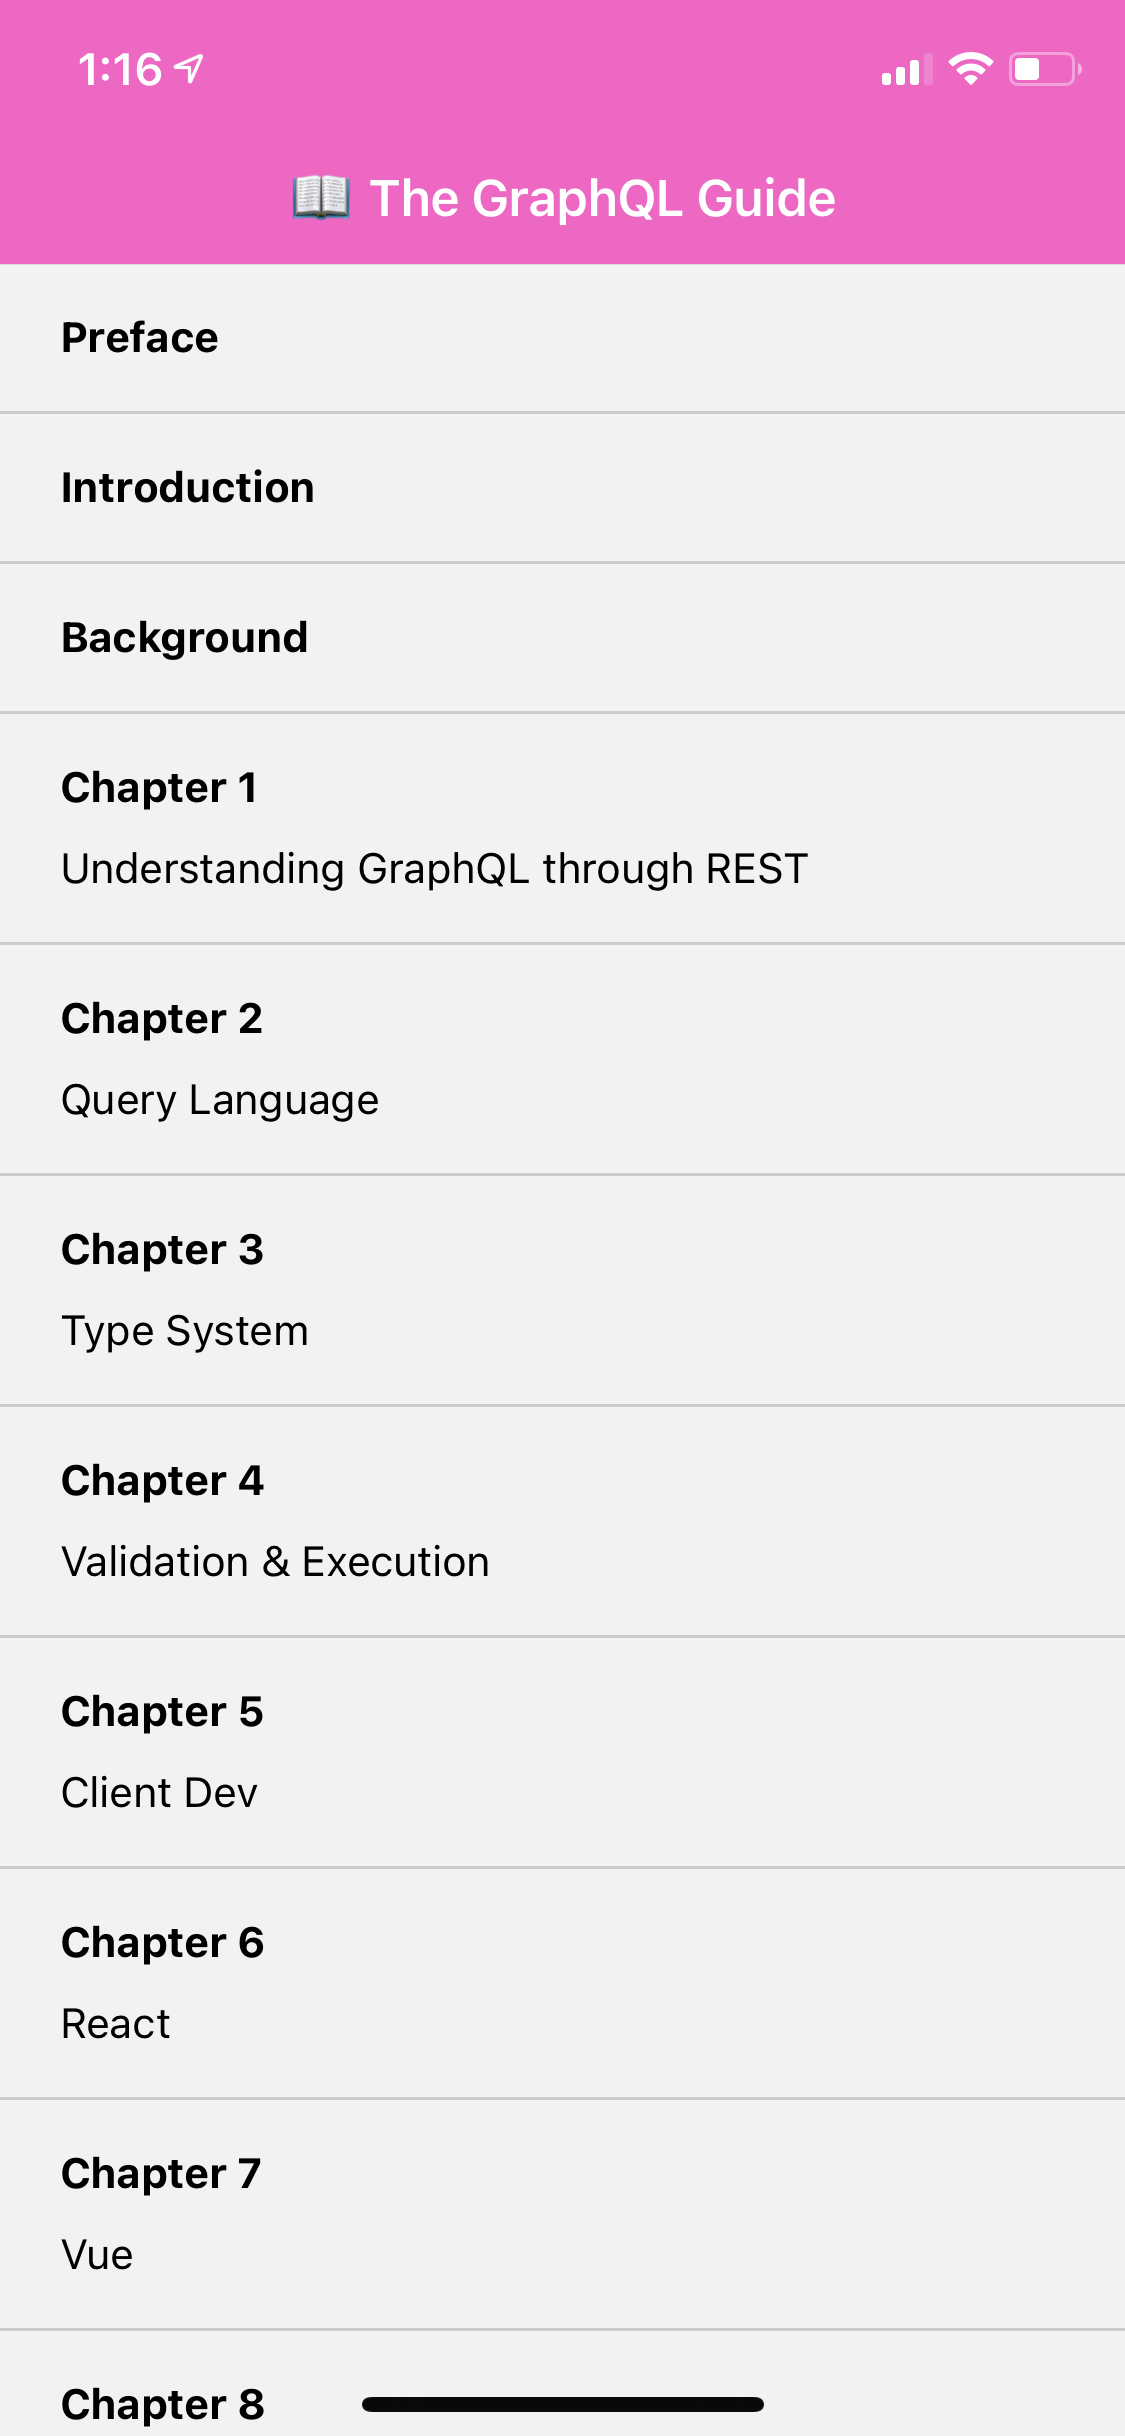 1:16
📖 The GraphQL Guide
Preface
Introduction
Background
Chapter 1
Understanding GraphQL through REST
Chapter 2
Query Language
Chapter 3
Type System
Chapter 4
Validation & Execution
Chapter 5
Client Dev
Chapter 6
React
Chapter 7
Vue
Chapter 8